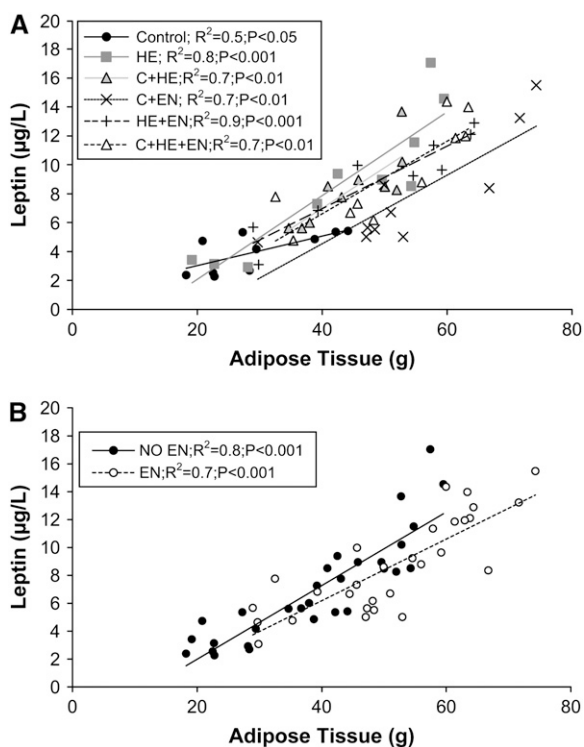 A
Control; R²=0.5;P<0.05
HE; R²=0.8;P<0.001
C+HE;R²=0.7;P<0.01
C+EN; R²=0.7;P<0.01
HE+EN;R²=0.9,P<0.001
C+HE+EN;R²=0.7;P<0.01
Leptin (µg/L)
20
18
16
14
12
10
8
6
4
2
0
0 20 40 60 80
Adipose Tissue (g)
B
NO EN;R²=0.8;P<0.001
EN;R²=0.7;P<0.001
Leptin (µg/L)
20
18
16
14
12
10
8
6
4
2
0
0 20 40 60 80
Adipose Tissue (g)